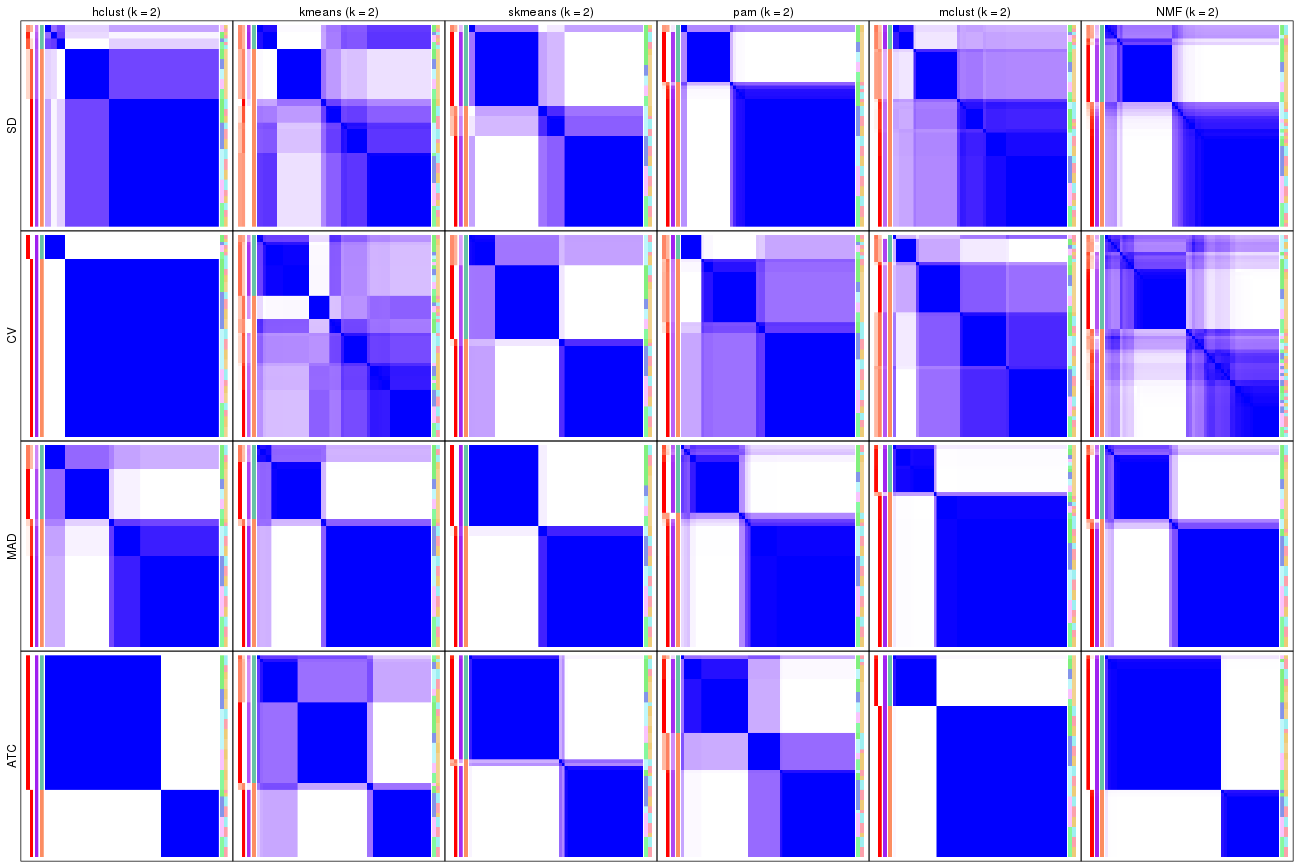 hclust (k = 2)
kmeans (k = 2)
skmeans (k = 2)
pam (k = 2)
mclust (k = 2)
NMF (k = 2)
SD
CV
MAD
ATC